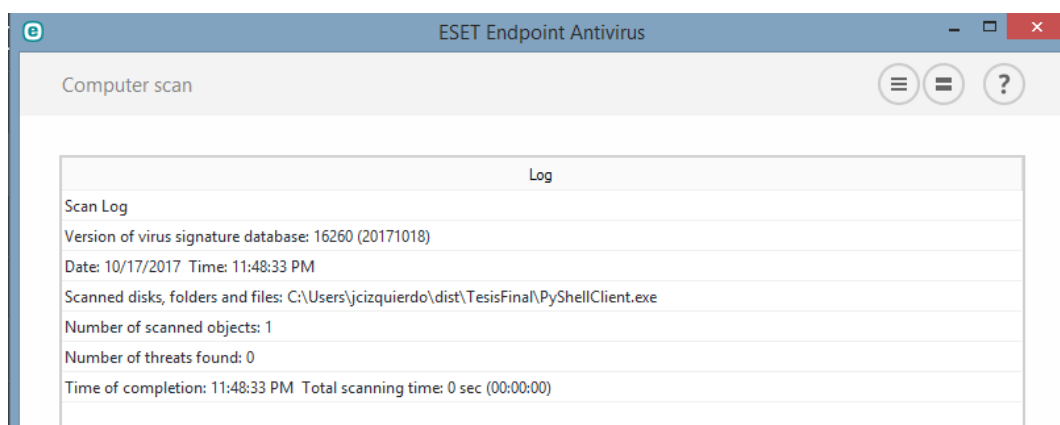 e
ESET Endpoint Antivirus
Computer scan
?
Log
Scan Log
Version of virus signature database: 16260 (20171018)
Date: 10/17/2017 Time: 11:48:33 PM
Scanned disks, folders and files: C:\Users\jcizquierdo\dist\TesisFinal\PyShellClient.exe
Number of scanned objects: 1
Number of threats found: 0
Time of completion: 11:48:33 PM Total scanning time: 0 sec (00:00:00)